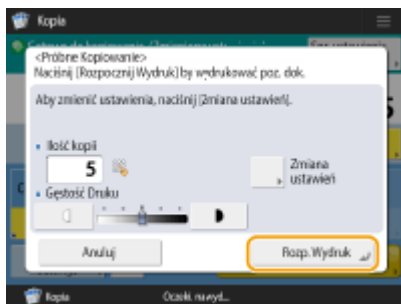 Kopia
<Próbne Kopiowanie>
Naciśnij [Rozpocznij Wydruk] by wydrukować poz. dok.
Aby zmienić ustawienia, naciśnij [Zmiana ustawień].
Ilość kopii
5
Zmiana
ustawień
Gęstość Druku
Anuluj
Rozp. Wydruk
Kopia
Oczek. na wyd...